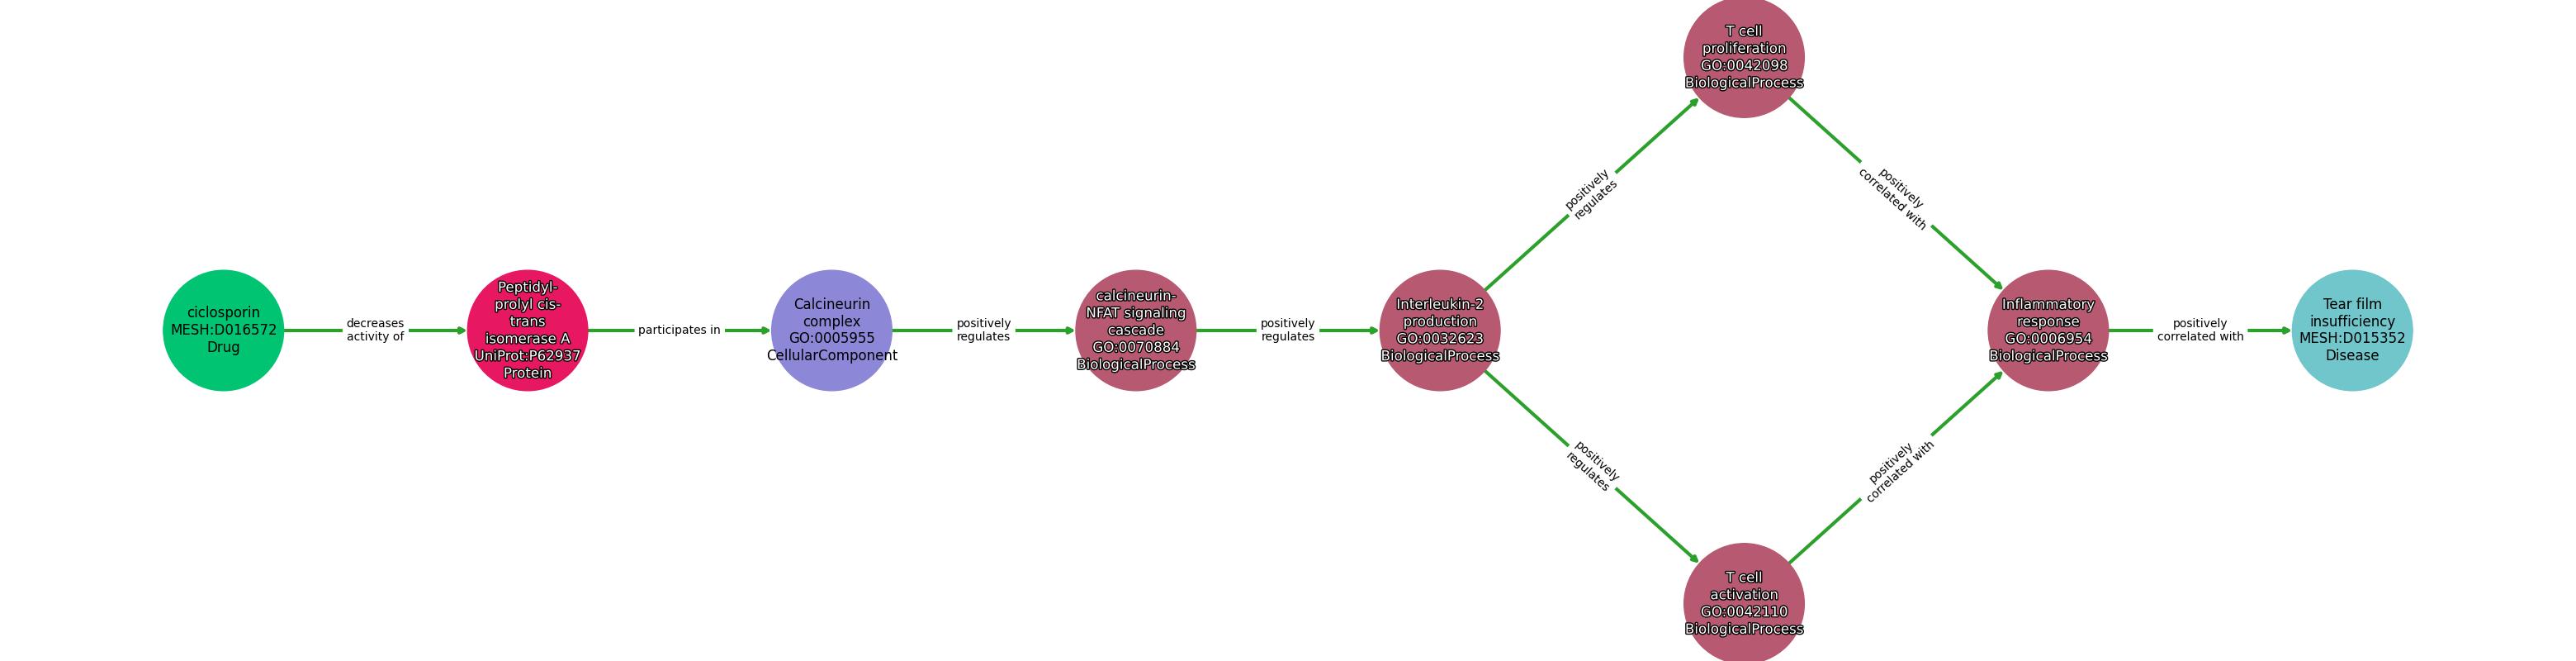 ciclosporin
MESH:D016572
Drug
decreases
activity of
Peptidyl-
prolyl cis-
trans
isomerase A
UniProt:P62937
Protein
participates in
Calcineurin
complex
GO:0005955
CellularComponent
positively
regulates
calcineurin-
NFAT signaling
cascade
GO:0070884
BiologicalProcess
positively
regulates
Interleukin-2
production
GO:0032623
BiologicalProcess
positively
regulates
T cell
proliferation
GO:0042098
BiologicalProcess
positively
correlated with
positively
regulates
T cell
activation
GO:0042110
BiologicalProcess
positively
correlated with
Inflammatory
response
GO:0006954
BiologicalProcess
positively
correlated with
Tear film
insufficiency
MESH:D015352
Disease